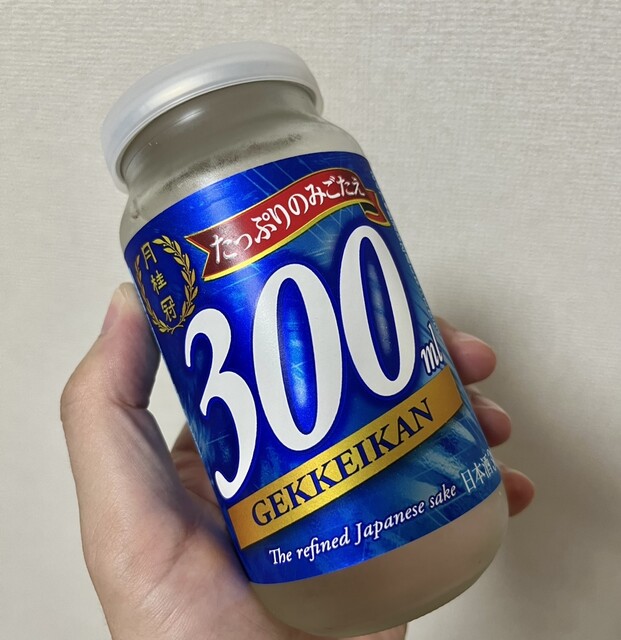 たっぷりのみごたえ
月桂冠
300ml
GEKKEIKAN
The refined Japanese sake
日本酒